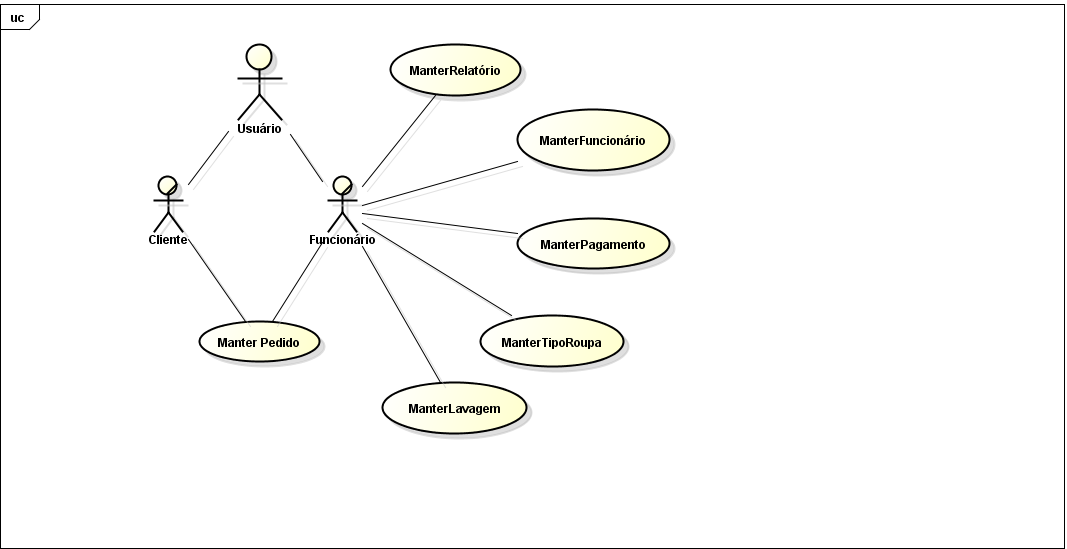 uc
ManterRelatório
Usuário
ManterFuncionário
Cliente
Funcionário
ManterPagamento
Manter Pedido
ManterTipoRoupa
ManterLavagem